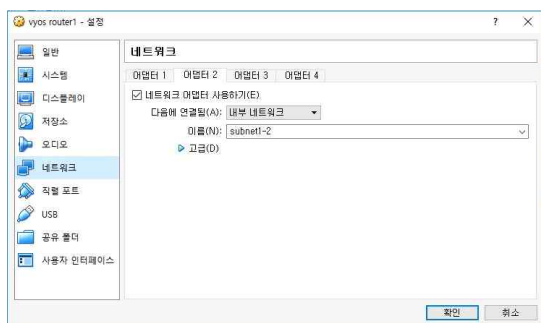 vyos router1 - 설정
?
일반
시스템
디스플레이
저장소
오디오
네트워크
직렬 포트
USB
공유 폴더
사용자 인터페이스
네트워크
어댑터 1 어댑터 2 어댑터 3 어댑터 4
네트워크 어댑터 사용하기(E)
다음에 연결됨(A): 내부 네트워크
이름(N): subnet1-2
고급(D)
확인 취소